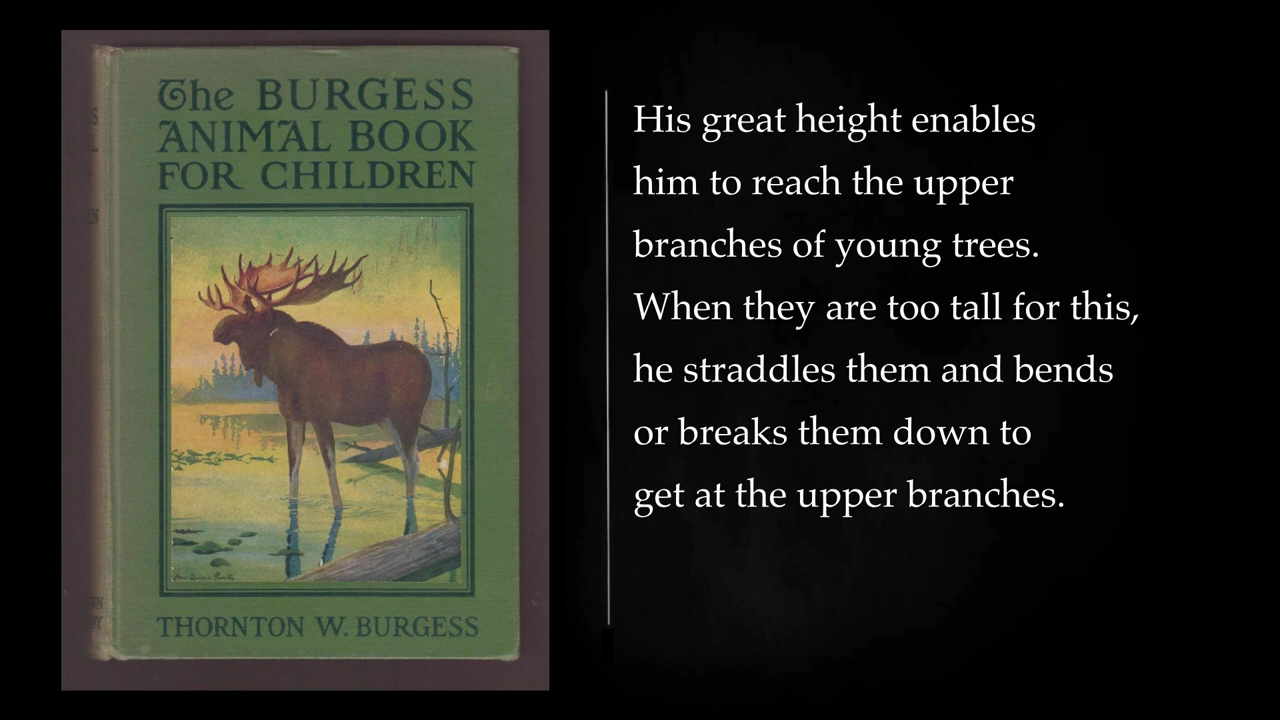 The BURGESS
ANIMAL BOOK
FOR CHILDREN
THORNTON W. BURGESS
His great height enables
him to reach the upper
branches of young trees.
When they are too tall for this,
he straddles them and bends
or breaks them down to
get at the upper branches.